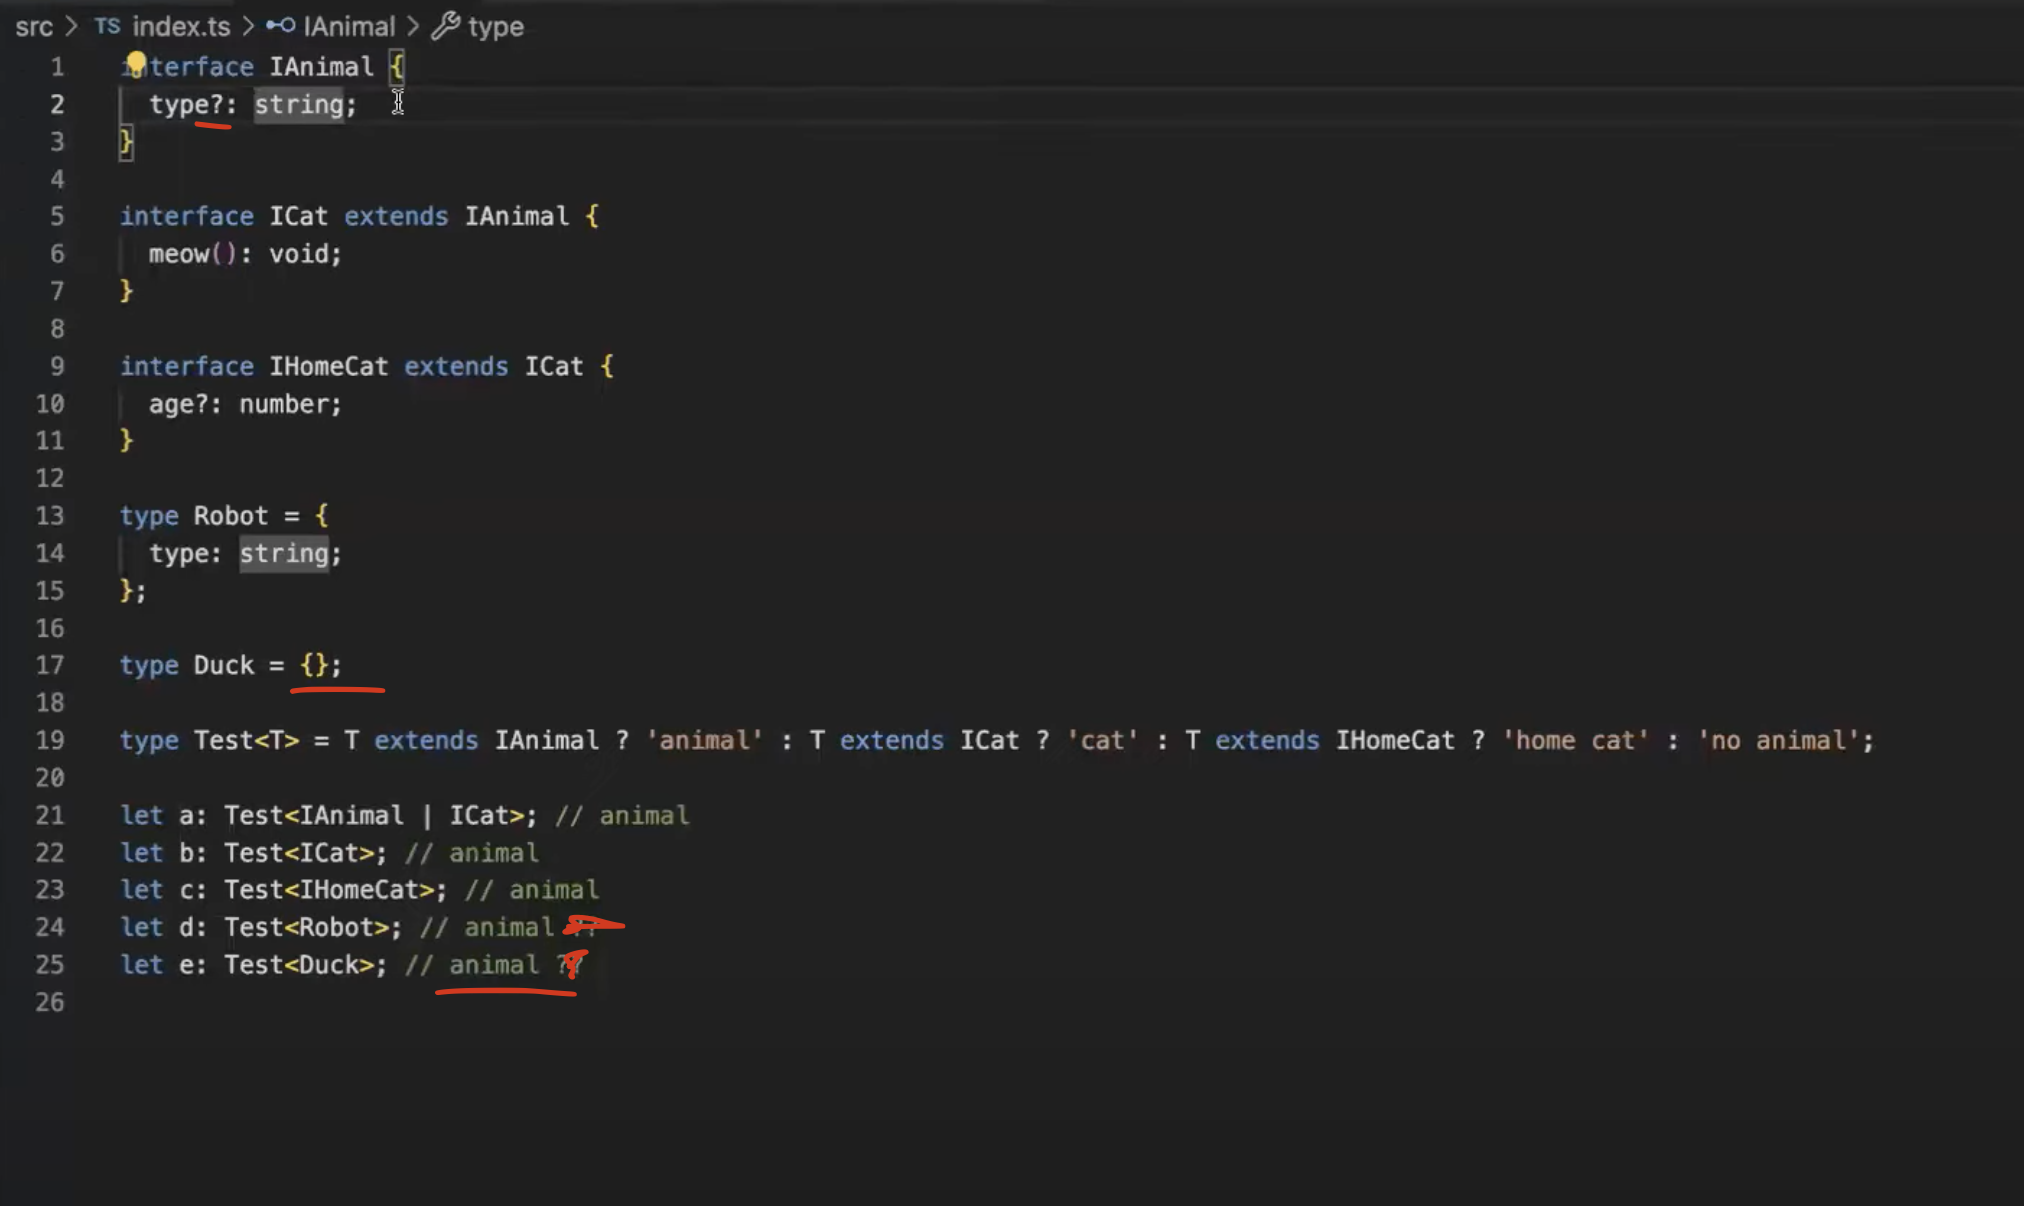 src > TS index.ts > IAnimal > type
1 interface IAnimal {
2 type?: string;
3 }
4
5 interface ICat extends IAnimal {
6 meow(): void;
7 }
8
9 interface IHomeCat extends ICat {
10 age?: number;
11 }
12
13 type Robot = {
14 type: string;
15 };
16
17 type Duck = {};
18
19 type Test<T> = T extends IAnimal ? 'animal' : T extends ICat ? 'cat' : T extends IHomeCat ? 'home cat' : 'no animal';
20
21 let a: Test<IAnimal | ICat>; // animal
22 let b: Test<ICat>; // animal
23 let c: Test<IHomeCat>; // animal
24 let d: Test<Robot>; // animal
25 let e: Test<Duck>; // animal ??
26